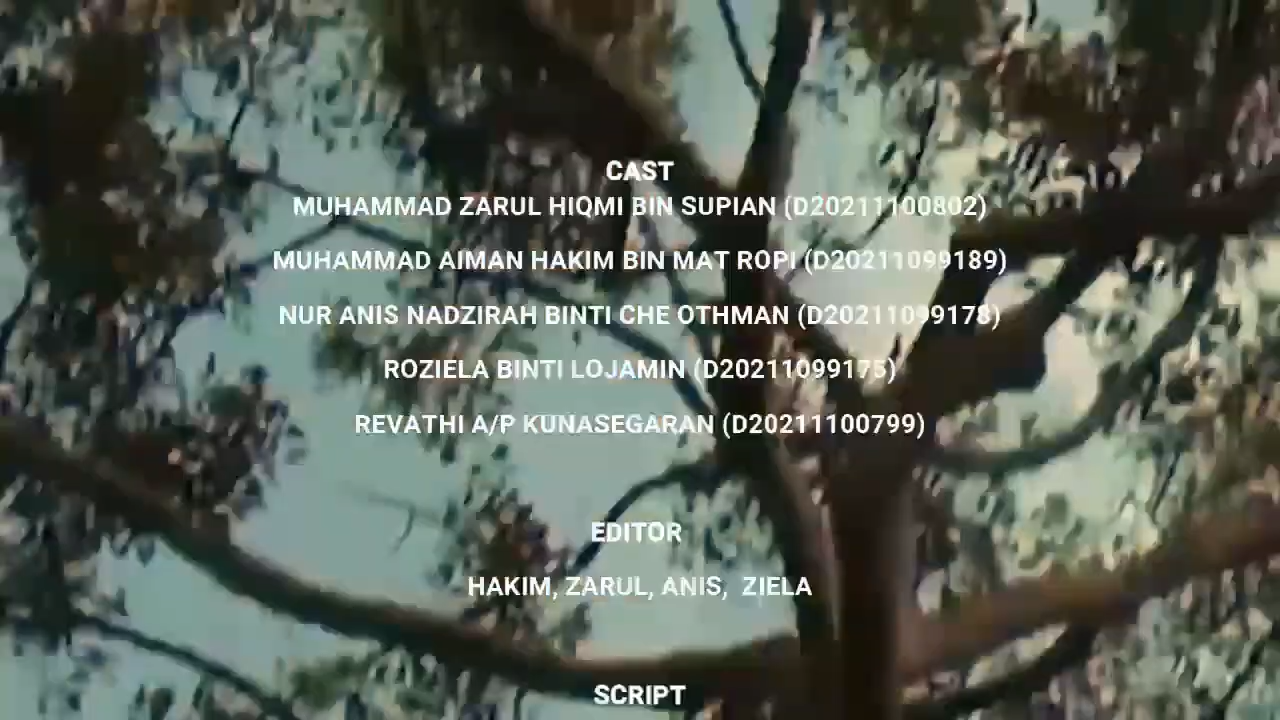 CAST
MUHAMMAD ZARUL HIQMI BIN SUPIAN (D20211100802)
MUHAMMAD AIMAN HAKIM BIN MAT ROPI (D20211099189)
NUR ANIS NADZIRAH BINTI CHE OTHMAN (D20211099178)
ROZIELA BINTI LOJAMIN (D20211099175)
REVATHI A/P KUNASEGARAN (D20211100799)
EDITOR
HAKIM, ZARUL, ANIS, ZIELA
SCRIPT